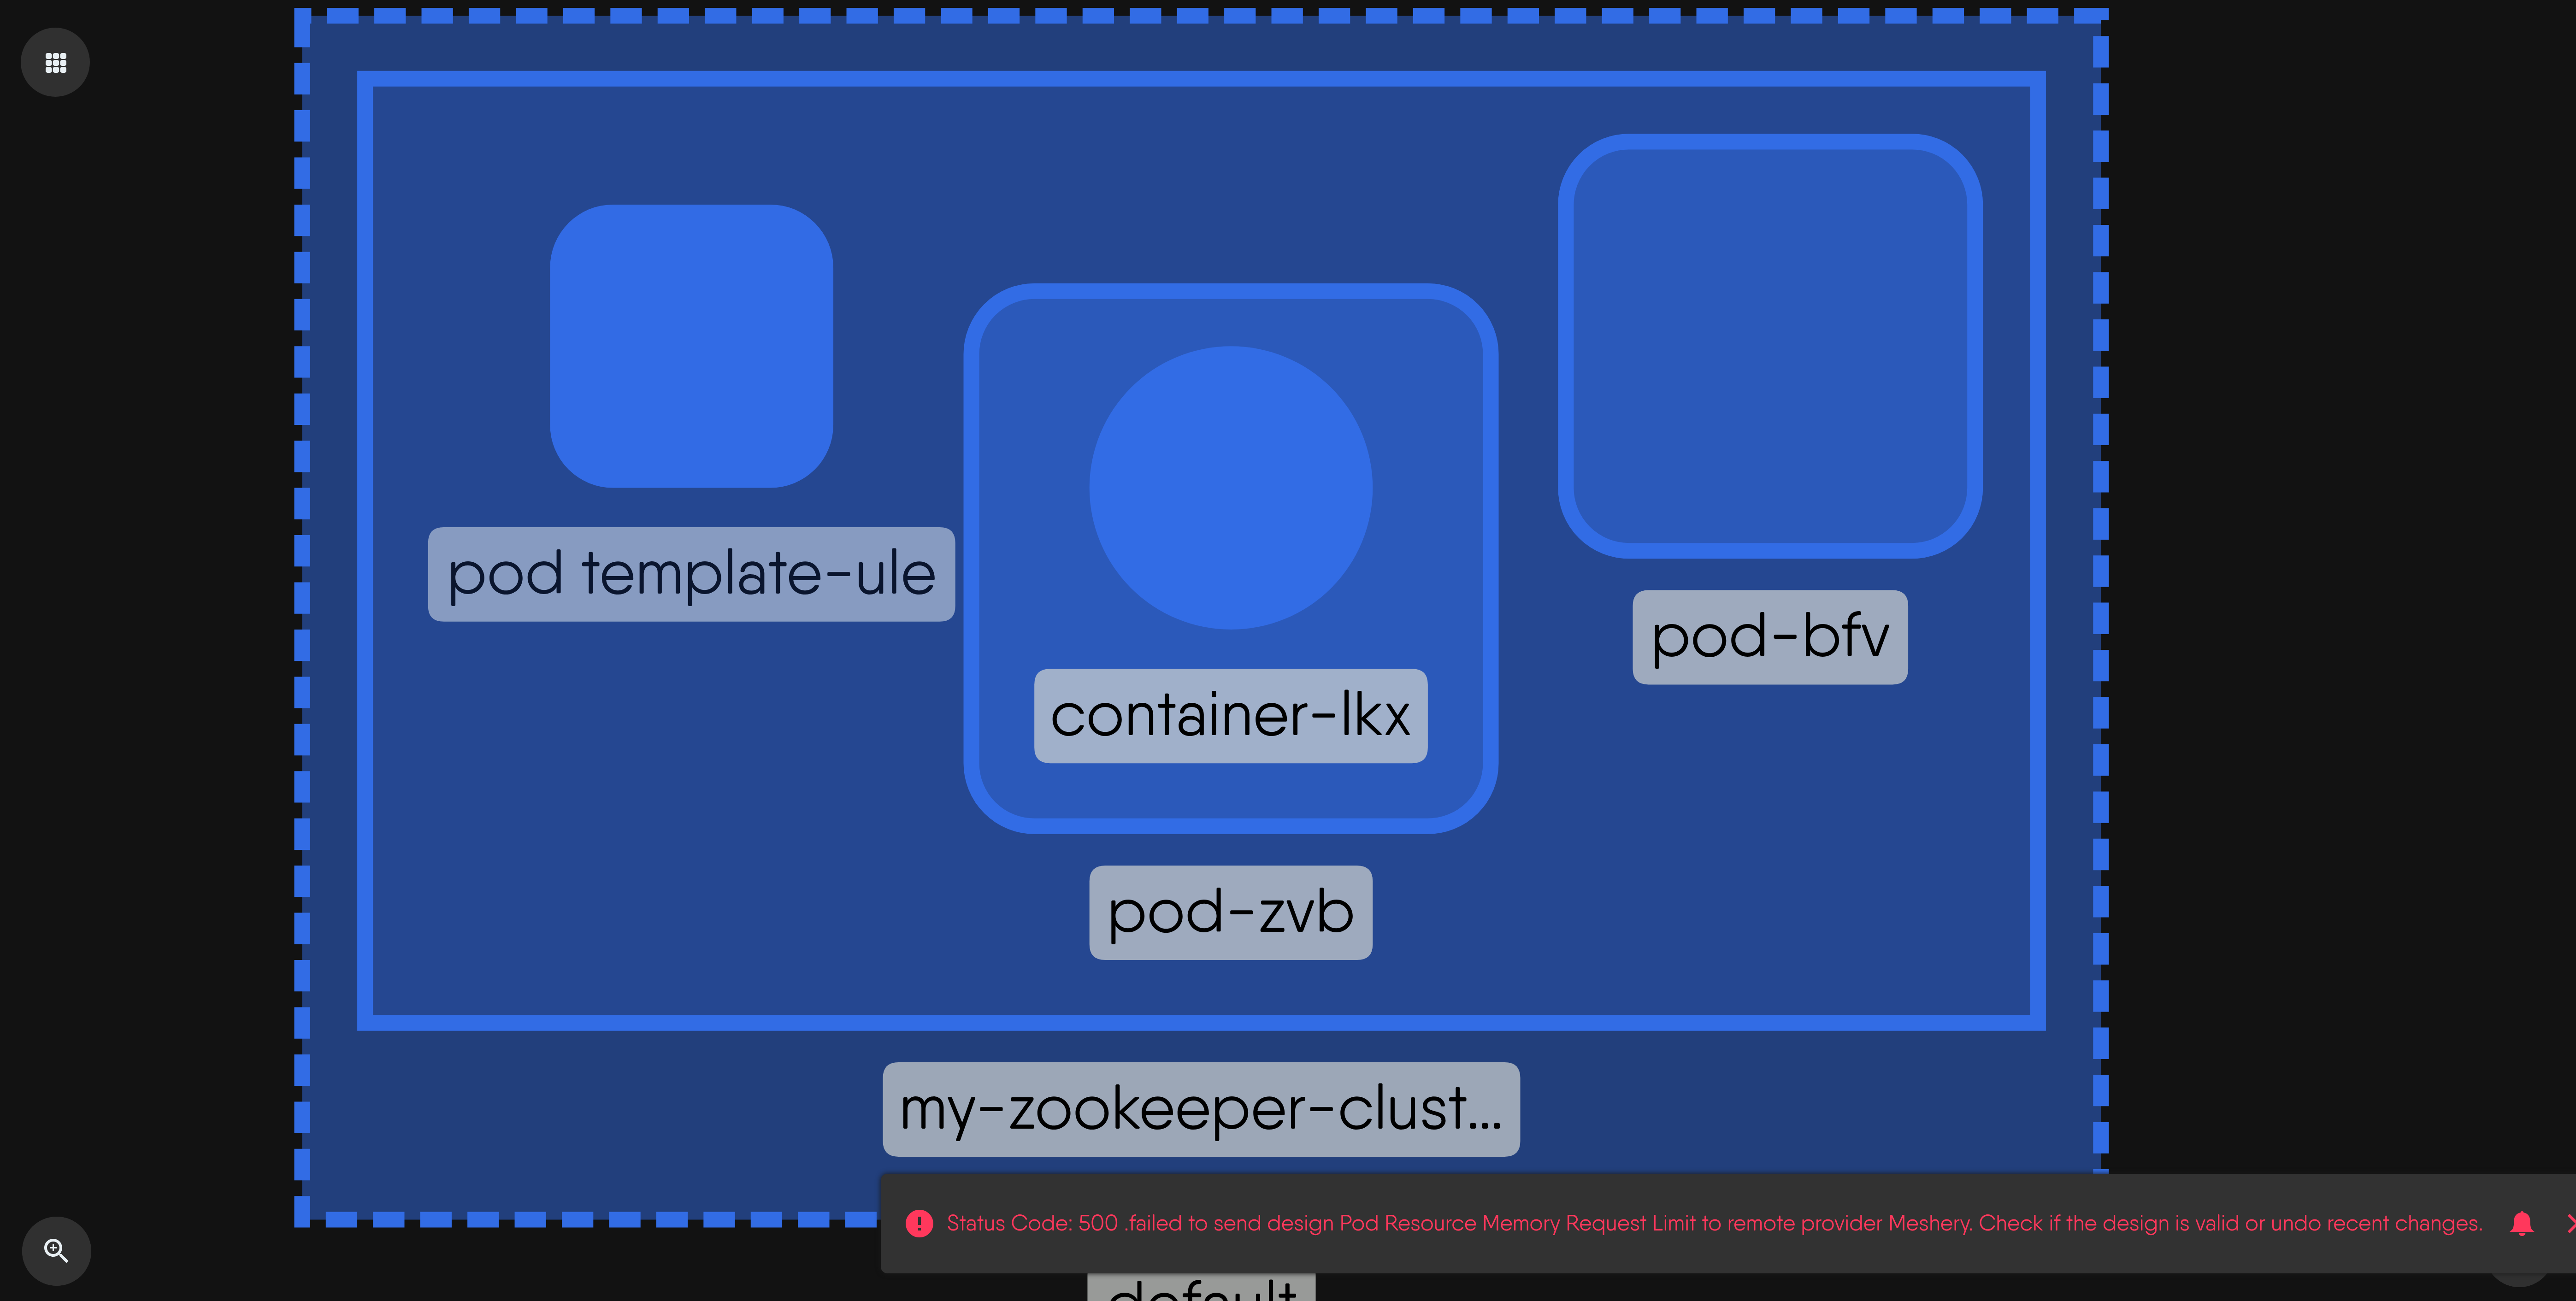 pod template-ule
pod-bfv
container-lkx
pod-zvb
my-zookeeper-clust...
Status Code: 500 .failed to send design Pod Resource Memory Request Limit to remote provider Meshery. Check if the design is valid or undo recent changes.
default